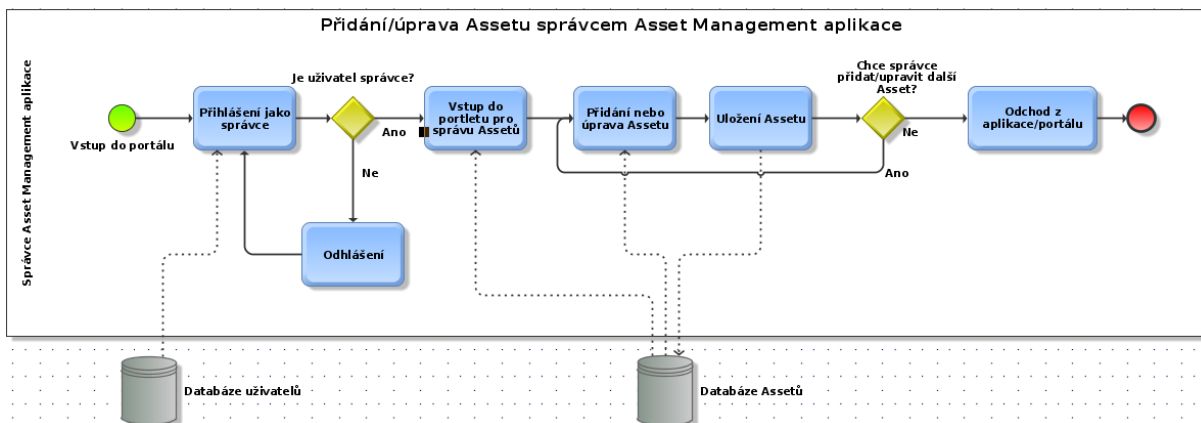 Přidání/úprava Assetu správcem Asset Management aplikace
Správce Asset Management aplikace
Vstup do portálu
Přihlášení jako
správce
Je uživatel správce?
Ano
Ne
Odhlášení
Vstup do
portletu pro
správu Assetů
Přidání nebo
úprava Assetu
Uložení Assetu
Chce správce
přidat/upravit další
Asset?
Ne
Ano
Odchod z
aplikace/portálu
Databáze uživatelů
Databáze Assetů